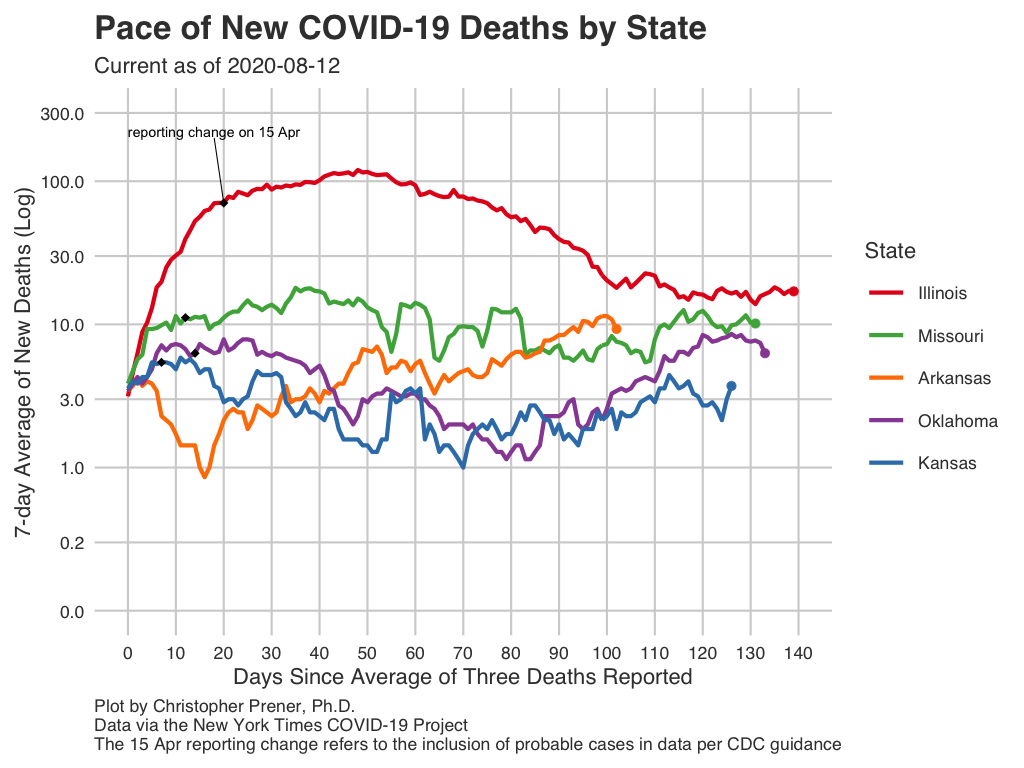 Pace of New COVID-19 Deaths by State
Current as of 2020-08-12
300.0
reporting change on 15 Apr
100.0
30.0
10.0
3.0
1.0
0.2
0.0
7-day Average of New Deaths (Log)
0 10 20 30 40 50 60 70 80 90 100 110 120 130 140
Days Since Average of Three Deaths Reported
State
Illinois
Missouri
Arkansas
Oklahoma
Kansas
Plot by Christopher Prener, Ph.D.
Data via the New York Times COVID-19 Project
The 15 Apr reporting change refers to the inclusion of probable cases in data per CDC guidance